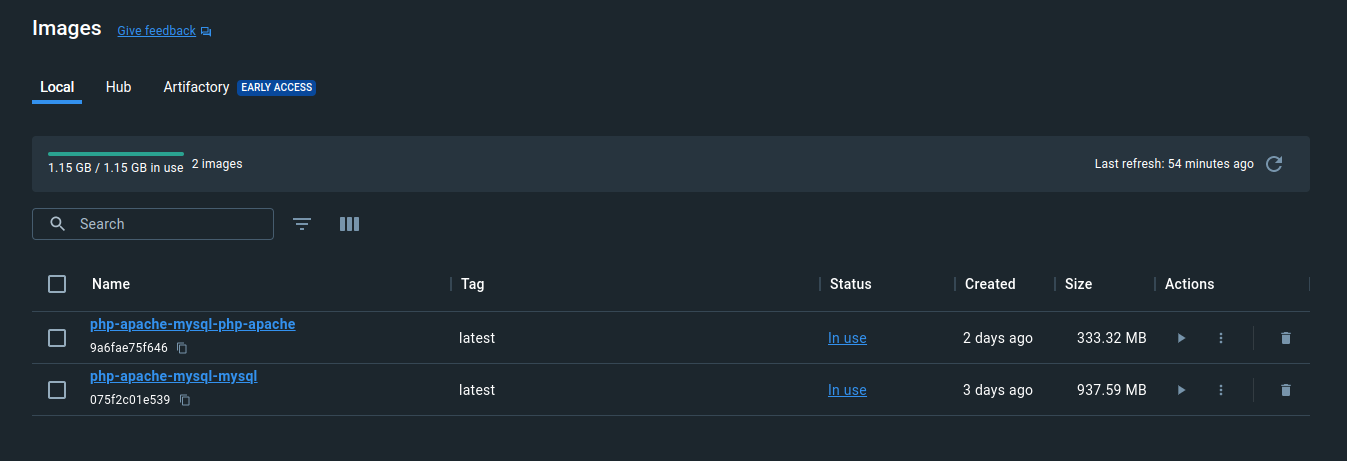 Images Give feedback
Local Hub Artifactory EARLY ACCESS
1.15 GB / 1.15 GB in use 2 images Last refresh: 54 minutes ago
Search
Name Tag Status Created Size Actions
php-apache-mysql-php-apache
9a6fae75f646 latest In use 2 days ago 333.32 MB
php-apache-mysql-mysql
075f2c01e539 latest In use 3 days ago 937.59 MB